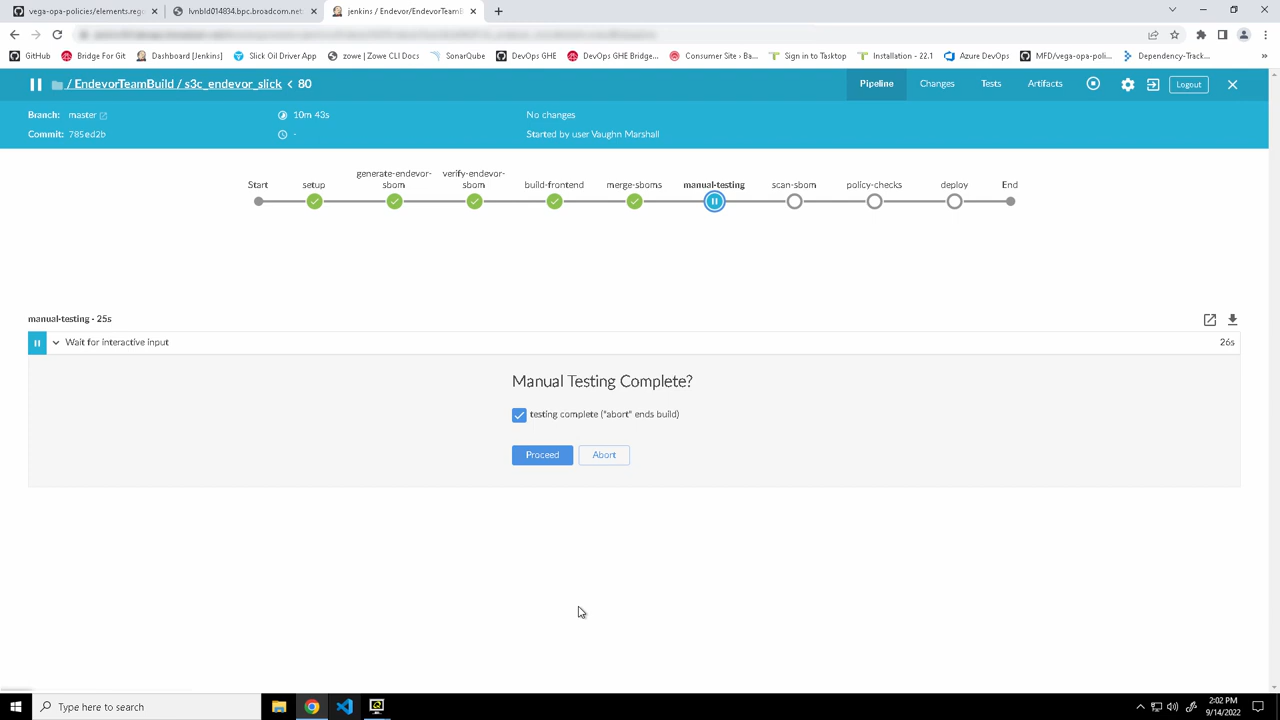 vega-opa-policies/elements.rego
lvnbld014834.bpc.broadcom.net
jenkins / Endevor/EndevorTeamB
GitHub
Bridge For Git
Dashboard [Jenkins]
Slick Oil Driver App
zowe | Zowe CLI Docs
SonarQube
DevOps GHE
DevOps GHE Bridge...
Consumer Site › Ba...
Sign in to Tasktop
Installation - 22.1
Azure DevOps
MFD/vega-opa-poli...
Dependency-Track...
/ EndevorTeamBuild / s3c_endevor_slick < 80
Pipeline
Changes
Tests
Artifacts
Logout
Branch: master
10m 43s
No changes
Commit: 785ed2b
-
Started by user Vaughn Marshall
Start
setup
generate-endevor-
sbom
verify-endevor-
sbom
build-frontend
merge-sboms
manual-testing
scan-sbom
policy-checks
deploy
End
manual-testing - 25s
Wait for interactive input
26s
Manual Testing Complete?
testing complete ("abort" ends build)
Proceed
Abort
Type here to search
2:02 PM
9/14/2022